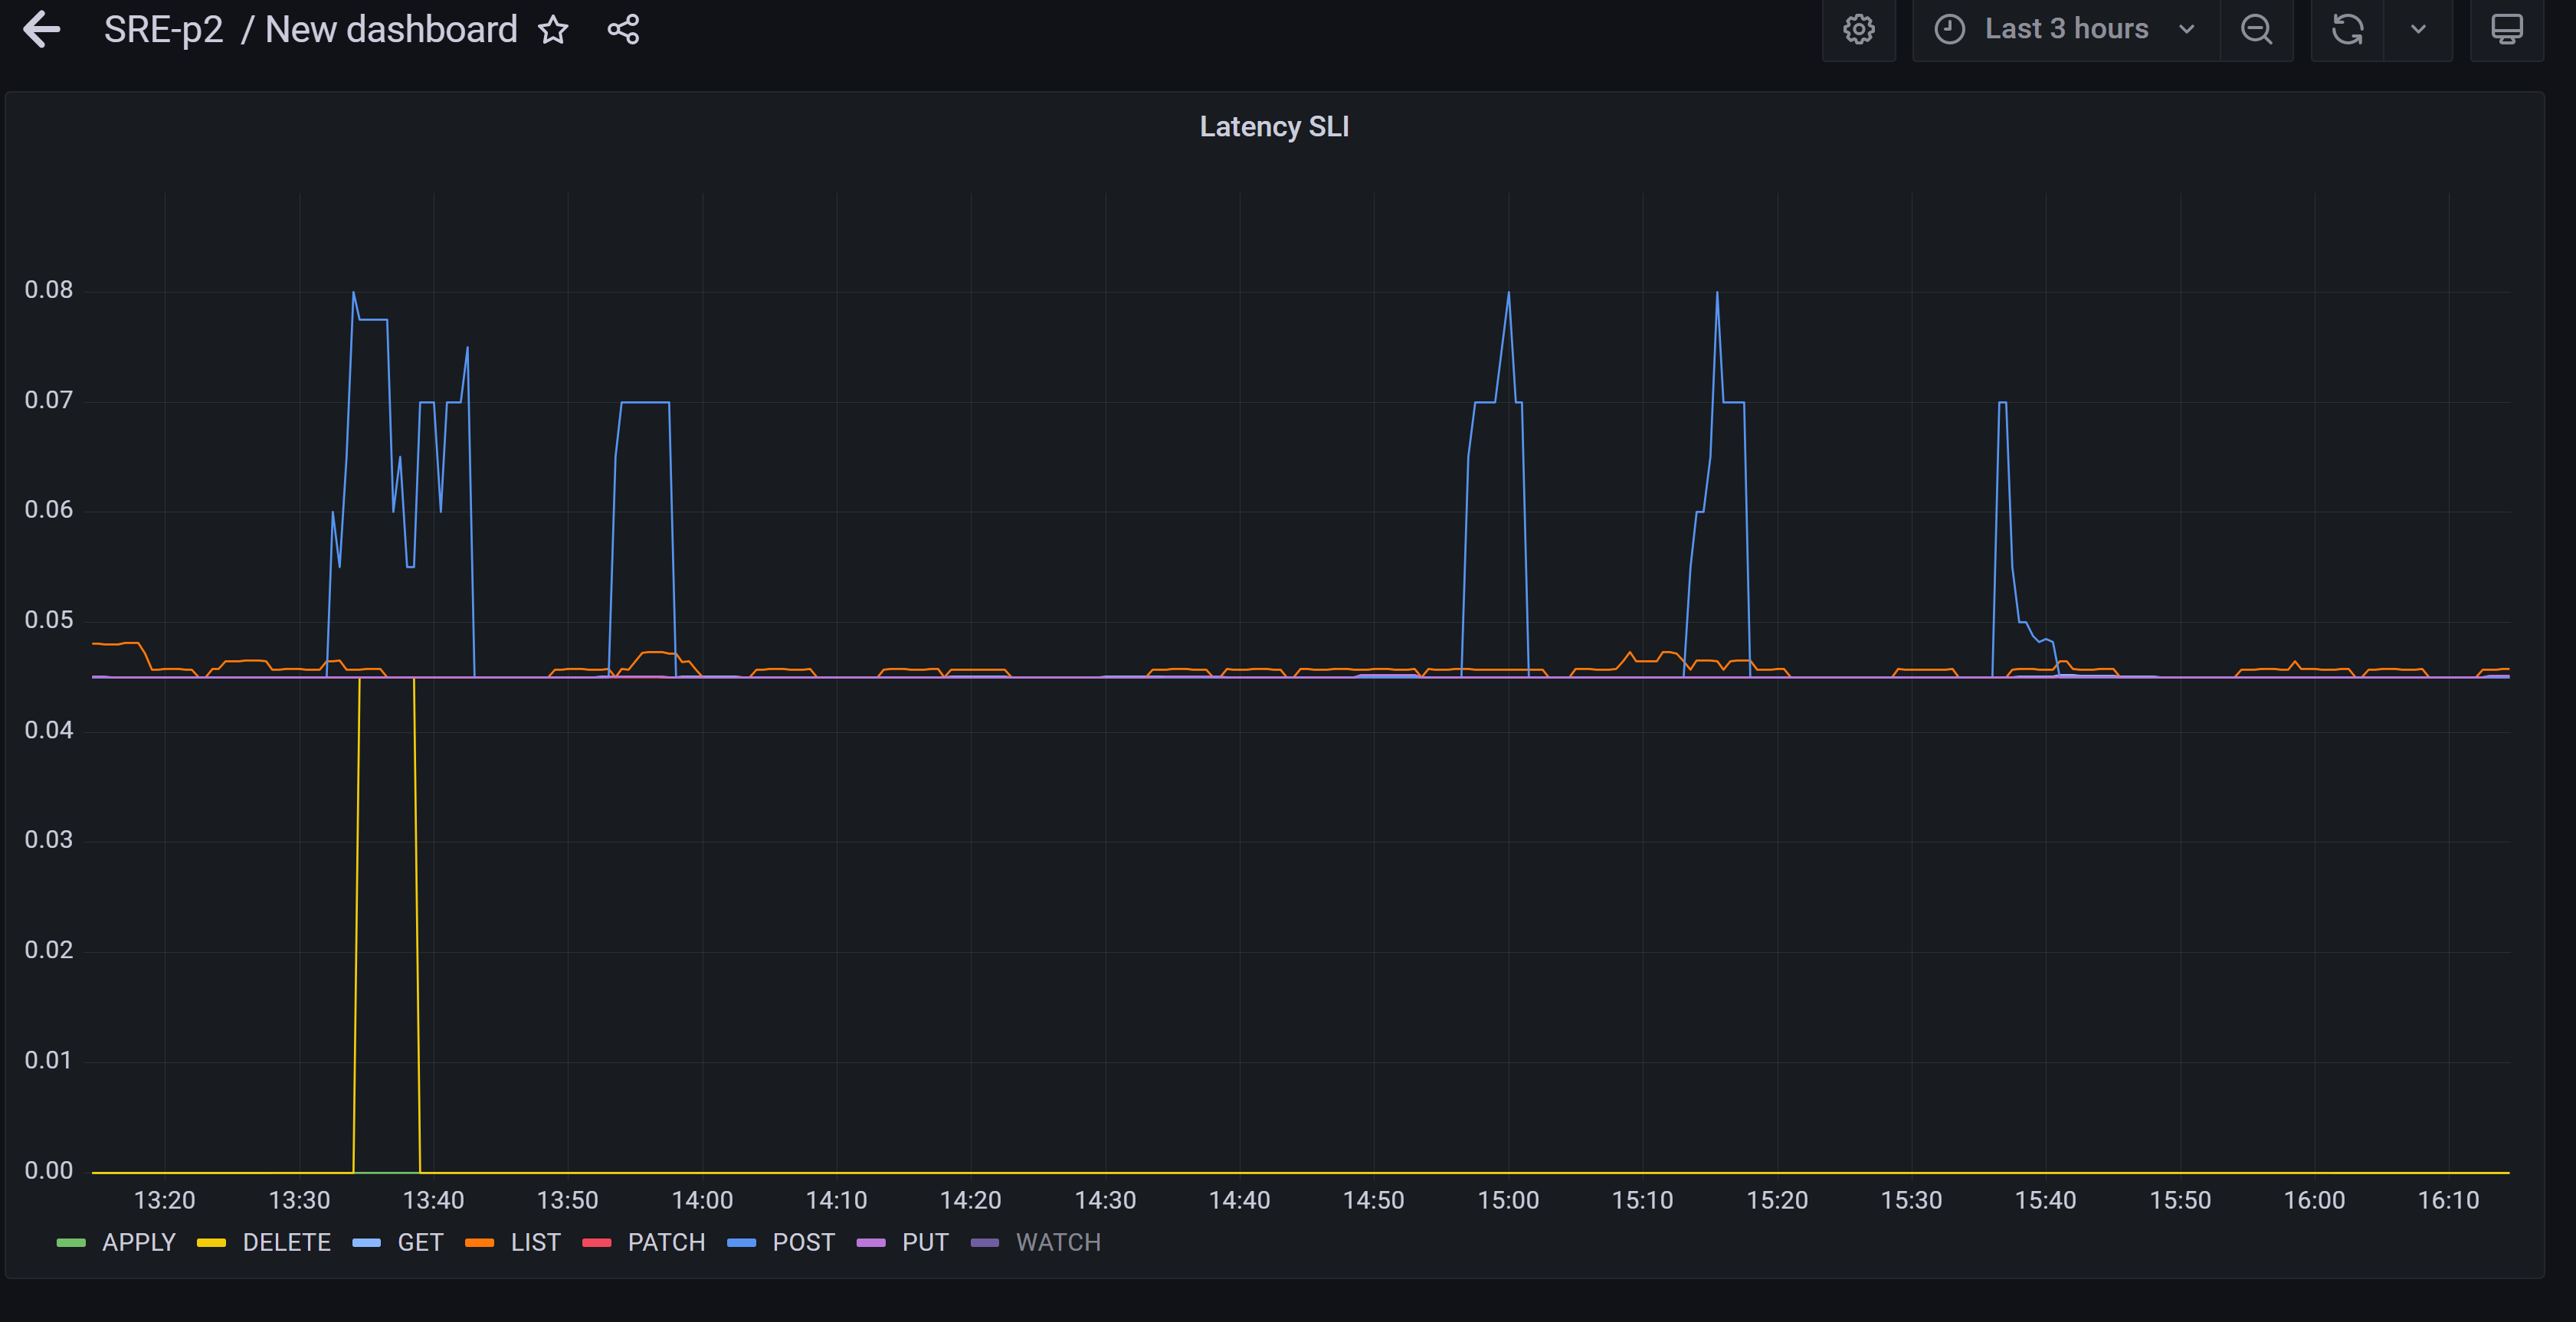 SRE-p2 / New dashboard
Last 3 hours
Latency SLI
0.08
0.07
0.06
0.05
0.04
0.03
0.02
0.01
0.00
13:20 13:30 13:40 13:50 14:00 14:10 14:20 14:30 14:40 14:50 15:00 15:10 15:20 15:30 15:40 15:50 16:00 16:10
APPLY DELETE GET LIST PATCH POST PUT WATCH